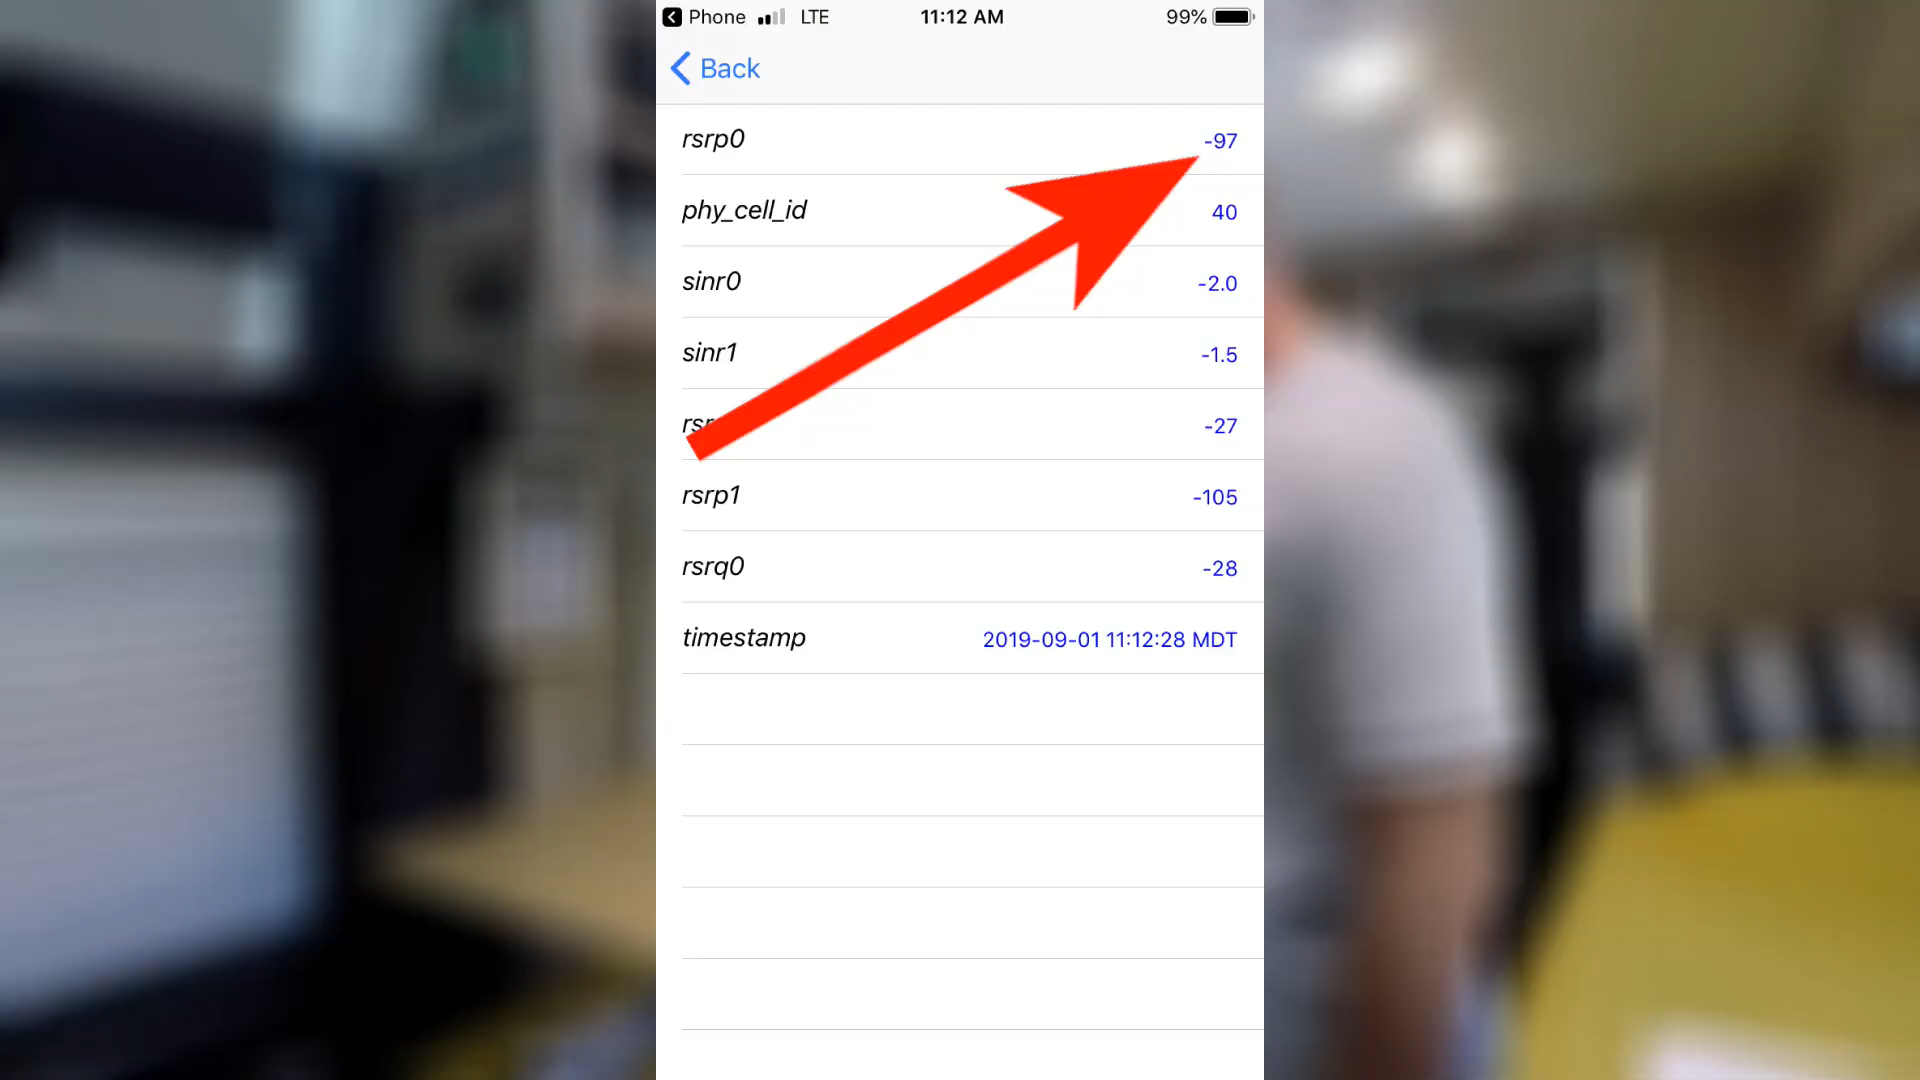 Phone LTE 11:12 AM 99%
Back
rsrp0 -97
phy_cell_id 40
sinr0 -2.0
sinr1 -1.5
-27
rsrp1 -105
rsrq0 -28
timestamp 2019-09-01 11:12:28 MDT